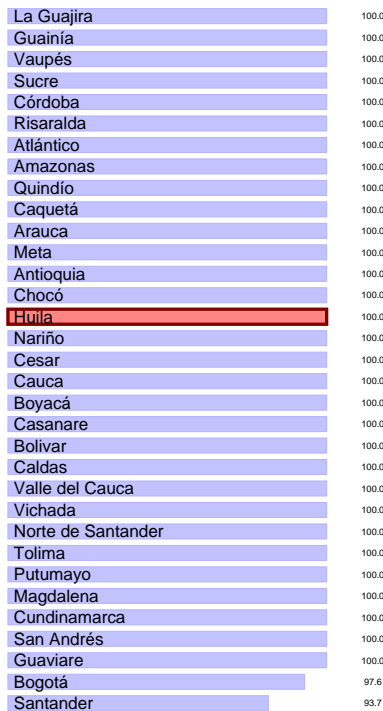 La Guajira 100.0
Guainía 100.0
Vaupés 100.0
Sucre 100.0
Córdoba 100.0
Risaralda 100.0
Atlántico 100.0
Amazonas 100.0
Quindío 100.0
Caquetá 100.0
Arauca 100.0
Meta 100.0
Antioquia 100.0
Chocó 100.0
Huila 100.0
Nariño 100.0
Cesar 100.0
Cauca 100.0
Boyacá 100.0
Casanare 100.0
Bolivar 100.0
Caldas 100.0
Valle del Cauca 100.0
Vichada 100.0
Norte de Santander 100.0
Tolima 100.0
Putumayo 100.0
Magdalena 100.0
Cundinamarca 100.0
San Andrés 100.0
Guaviare 100.0
Bogotá 97.6
Santander 93.7